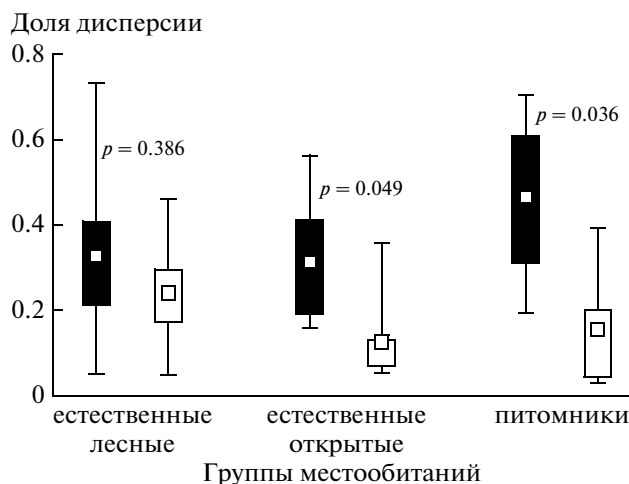 Доля дисперсии
0.8
p = 0.036
0.6
p = 0.386
p = 0.049
0.4
0.2
0
естественные лесные
естественные открытые
питомники
Группы местообитаний